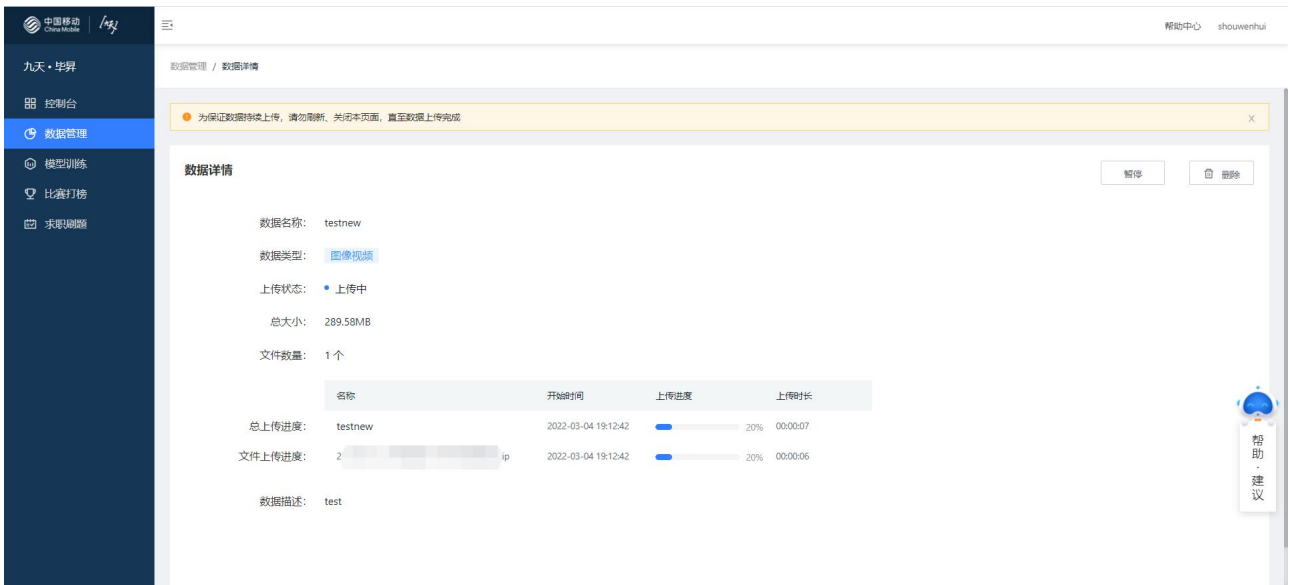 中国移动
China Mobile
帮助中心 shouwenhui
九天·毕昇
数据管理 / 数据详情
控制台
数据管理
模型训练
比赛打榜
求职刷题
为保证数据持续上传，请勿刷新、关闭本页面，直至数据上传完成
X
数据详情
暂停
删除
数据名称： testnew
数据类型： 图像视频
上传状态： 上传中
总大小： 289.58MB
文件数量： 1 个
名称 开始时间 上传进度 上传时长
总上传进度： testnew 2022-03-04 19:12:42 20% 00:00:07
文件上传进度： 2 ip 2022-03-04 19:12:42 20% 00:00:06
数据描述： test
帮助·建议